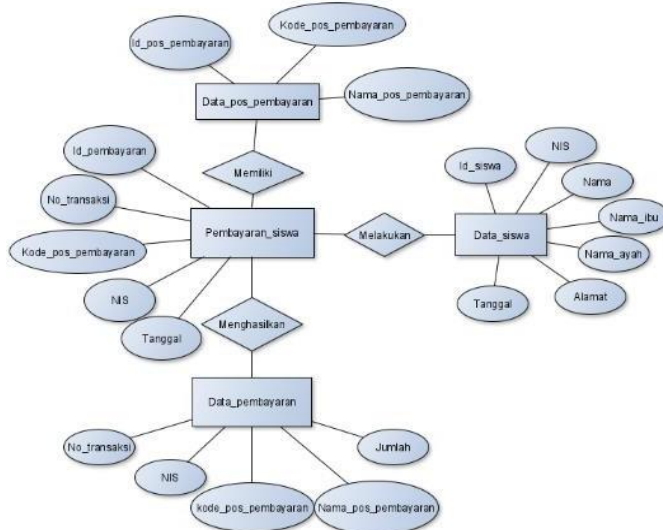 Kode_pos_pembayaran
Id_pos_pembayaran
Data_pos_pembayaran
Nama_pos_pembayaran
Id_pembayaran
Memiliki
NIS
Id_siswa
Nama
No_transaksi
Nama_ibu
Pembayaran_siswa
Melakukan
Data_siswa
Kode_pos_pembayaran
Nama_ayah
NIS
Tanggal
Alamat
Menghasilkan
Tanggal
Data_pembayaran
No_transaksi
Jumlah
NIS
kode_pos_pembayaran
Nama_pos_pembayaran